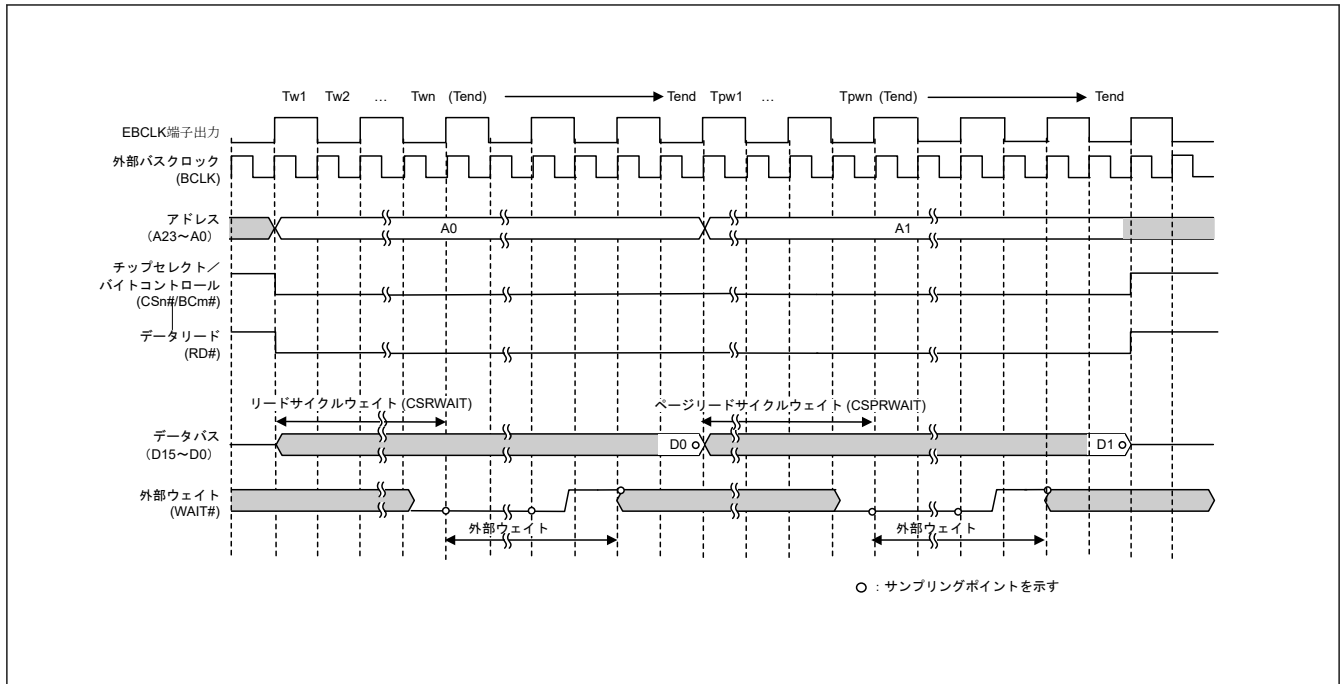 Tw1 Tw2 … Twn (Tend) Tend Tpw1 … Tpwn (Tend) Tend
EBCLK端子出力
外部バスクロック
(BCLK)
アドレス
（A23～A0）
A0 A1
チップセレクト／
バイトコントロール
(CSn#/BCm#)
データリード
(RD#)
リードサイクルウェイト (CSRWAIT) ページリードサイクルウェイト (CSPRWAIT)
データバス
（D15～D0）
D0 D1
外部ウェイト
(WAIT#)
外部ウェイト 外部ウェイト
：サンプリングポイントを示す